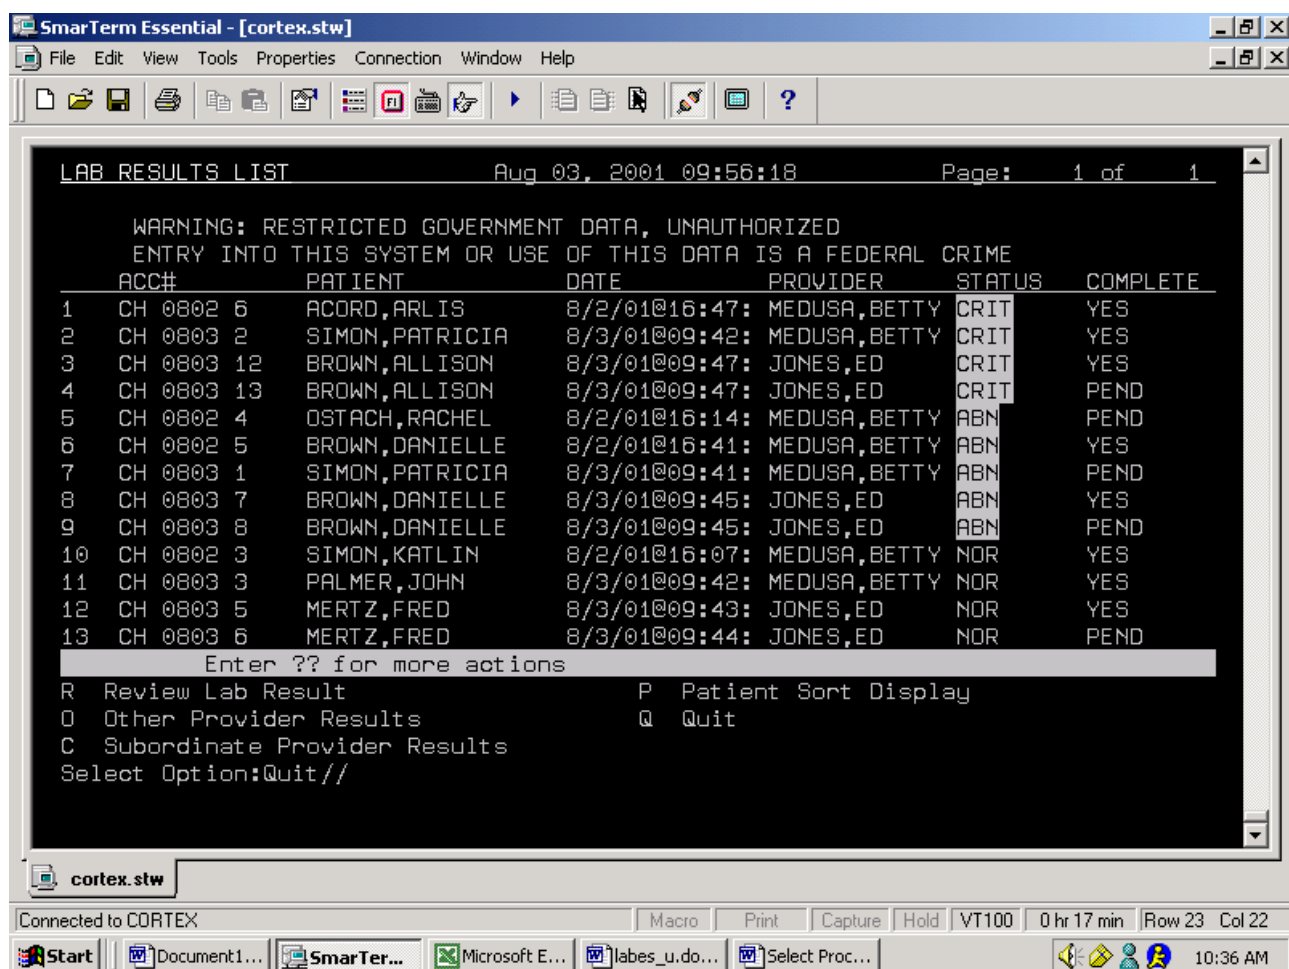 SmarTerm Essential - [cortex.stw]
File Edit View Tools Properties Connection Window Help
LAB RESULTS LIST Aug 03, 2001 09:56:18 Page: 1 of 1
WARNING: RESTRICTED GOVERNMENT DATA, UNAUTHORIZED
ENTRY INTO THIS SYSTEM OR USE OF THIS DATA IS A FEDERAL CRIME
ACC# PATIENT DATE PROVIDER STATUS COMPLETE
1 CH 0802 6 ACORD,ARLIS 8/2/01@16:47: MEDUSA,BETTY CRIT YES
2 CH 0803 2 SIMON,PATRICIA 8/3/01@09:42: MEDUSA,BETTY CRIT YES
3 CH 0803 12 BROWN,ALLISON 8/3/01@09:47: JONES,ED CRIT YES
4 CH 0803 13 BROWN,ALLISON 8/3/01@09:47: JONES,ED CRIT PEND
5 CH 0802 4 OSTACH,RACHEL 8/2/01@16:14: MEDUSA,BETTY ABN PEND
6 CH 0802 5 BROWN,DANIELLE 8/2/01@16:41: MEDUSA,BETTY ABN YES
7 CH 0803 1 SIMON,PATRICIA 8/3/01@09:41: MEDUSA,BETTY ABN PEND
8 CH 0803 7 BROWN,DANIELLE 8/3/01@09:45: JONES,ED ABN YES
9 CH 0803 8 BROWN,DANIELLE 8/3/01@09:45: JONES,ED ABN PEND
10 CH 0802 3 SIMON,KATLIN 8/2/01@16:07: MEDUSA,BETTY NOR YES
11 CH 0803 3 PALMER,JOHN 8/3/01@09:42: MEDUSA,BETTY NOR YES
12 CH 0803 5 MERTZ,FRED 8/3/01@09:43: JONES,ED NOR YES
13 CH 0803 6 MERTZ,FRED 8/3/01@09:44: JONES,ED NOR PEND
Enter ?? for more actions
R Review Lab Result P Patient Sort Display
O Other Provider Results Q Quit
C Subordinate Provider Results
Select Option:Quit//
cortex.stw
Connected to CORTEX Macro Print Capture Hold VT100 0 hr 17 min Row 23 Col 22
Start Document1... SmarTer... Microsoft E... labes_u.do... Select Proc... 10:36 AM